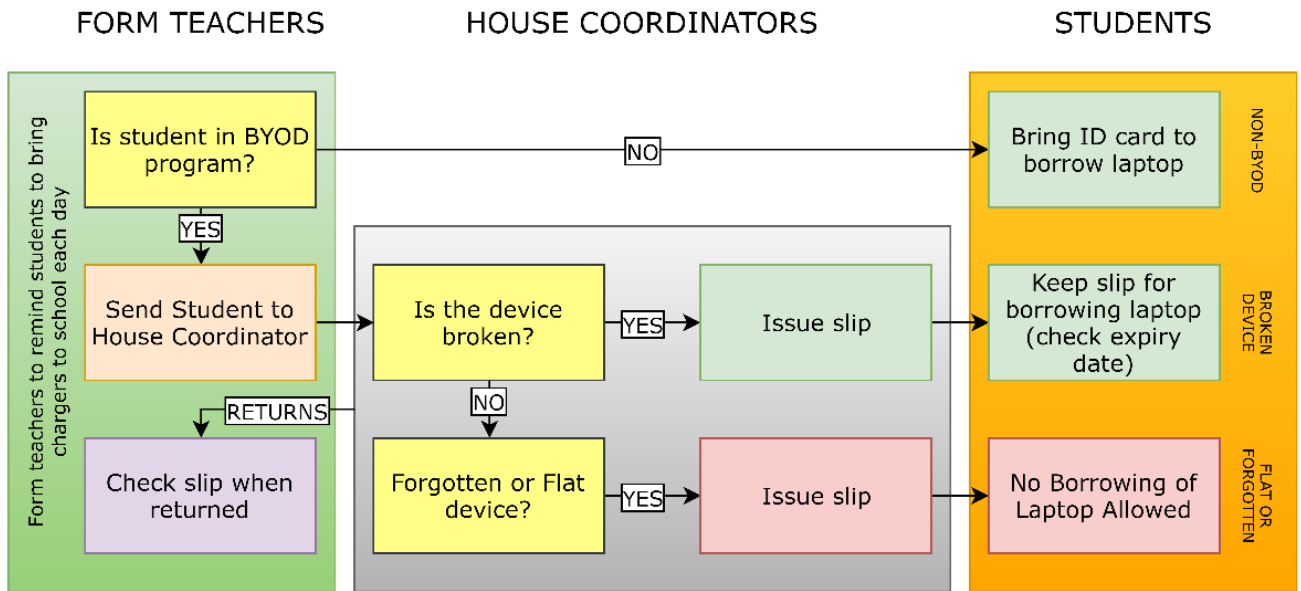 FORM TEACHERS
HOUSE COORDINATORS
STUDENTS
Form teachers to remind students to bring
chargers to school each day
Is student in BYOD
program?
NO
Bring ID card to
borrow laptop
NON-BYOD
YES
Send Student to
House Coordinator
Is the device
broken?
YES
Issue slip
Keep slip for
borrowing laptop
(check expiry
date)
BROKEN
DEVICE
RETURNS
NO
Check slip when
returned
Forgotten or Flat
device?
YES
Issue slip
No Borrowing of
Laptop Allowed
FLAT OR
FORGOTTEN